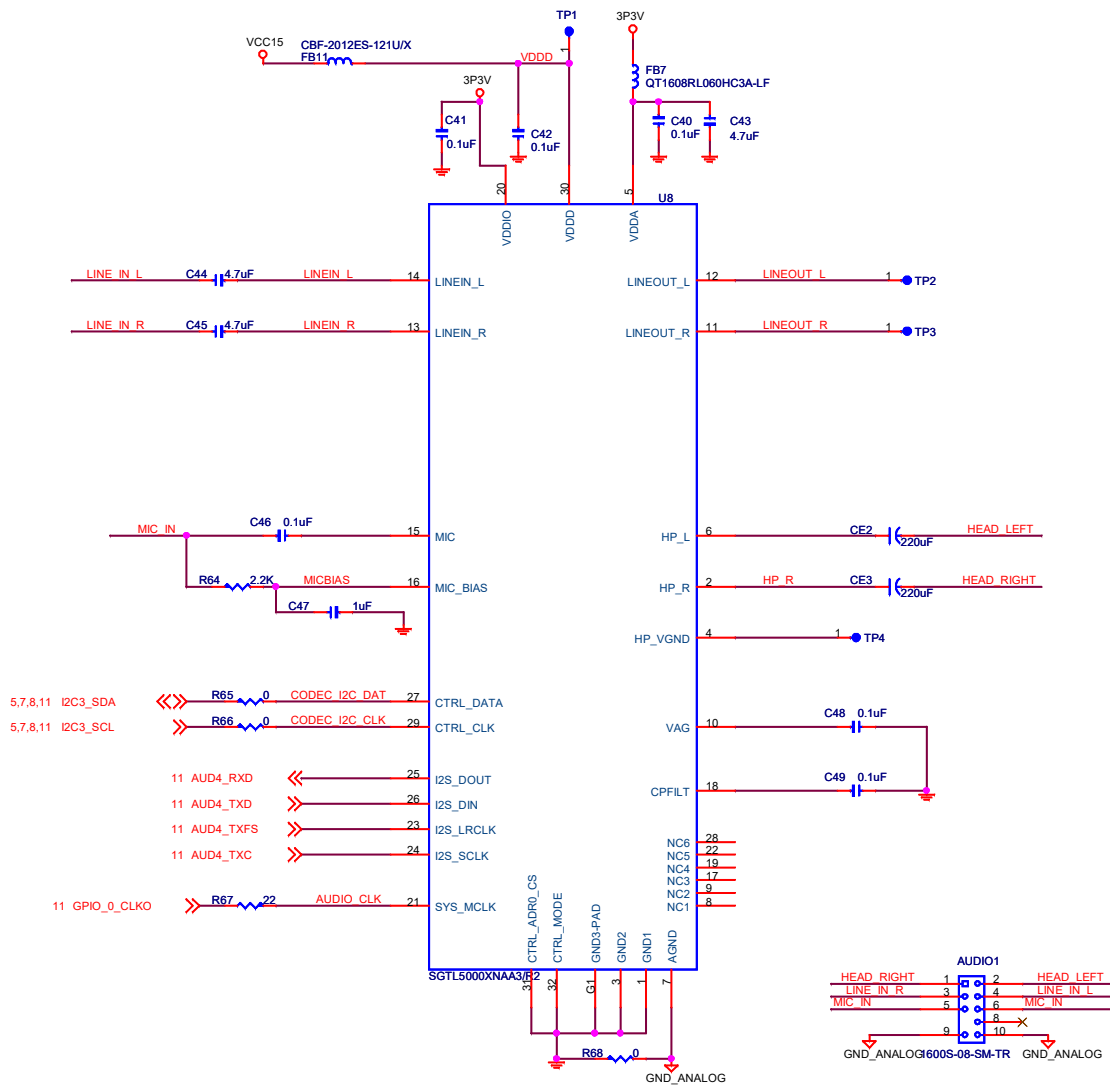 TP1
3P3V
VCC15
CBF-2012ES-121U/X
FB11
1
VDDD
FB7
QT1608RL060HC3A-LF
3P3V
C41
0.1uF
C42
0.1uF
C40
0.1uF
C43
4.7uF
20
30
5
U8
VDDIO
VDDD
VDDA
LINE_IN_L
C44
4.7uF
LINEIN_L
14
LINEIN_L
LINEOUT_L
12
LINEOUT_L
1
TP2
LINE_IN_R
C45
4.7uF
LINEIN_R
13
LINEIN_R
LINEOUT_R
11
LINEOUT_R
1
TP3
MIC_IN
C46
0.1uF
15
MIC
HP_L
6
CE2
220uF
HEAD_LEFT
R64
2.2K
MICBIAS
16
MIC_BIAS
HP_R
2
HP_R
CE3
220uF
HEAD_RIGHT
C47
1uF
HP_VGND
4
1
TP4
5,7,8,11 I2C3_SDA
R65
0
CODEC_I2C_DAT
27
CTRL_DATA
5,7,8,11 I2C3_SCL
R66
0
CODEC_I2C_CLK
29
CTRL_CLK
VAG
10
C48
0.1uF
11 AUD4_RXD
25
I2S_DOUT
CPFILT
18
C49
0.1uF
11 AUD4_TXD
26
I2S_DIN
11 AUD4_TXFS
23
I2S_LRCLK
11 AUD4_TXC
24
I2S_SCLK
NC6
28
NC5
22
NC4
19
NC3
17
NC2
9
NC1
8
11 GPIO_0_CLKO
R67
22
AUDIO_CLK
21
SYS_MCLK
CTRL_ADR0_CS
CTRL_MODE
GND3-PAD
GND2
GND1
AGND
SGTL5000XNAA3/R2
31
32
G1
3
1
7
R68
0
GND_ANALOG
AUDIO1
HEAD_RIGHT
1
2
HEAD_LEFT
LINE_IN_R
3
4
LINE_IN_L
MIC_IN
5
6
MIC_IN
8
9
10
GND_ANALOG
1600S-08-SM-TR
GND_ANALOG